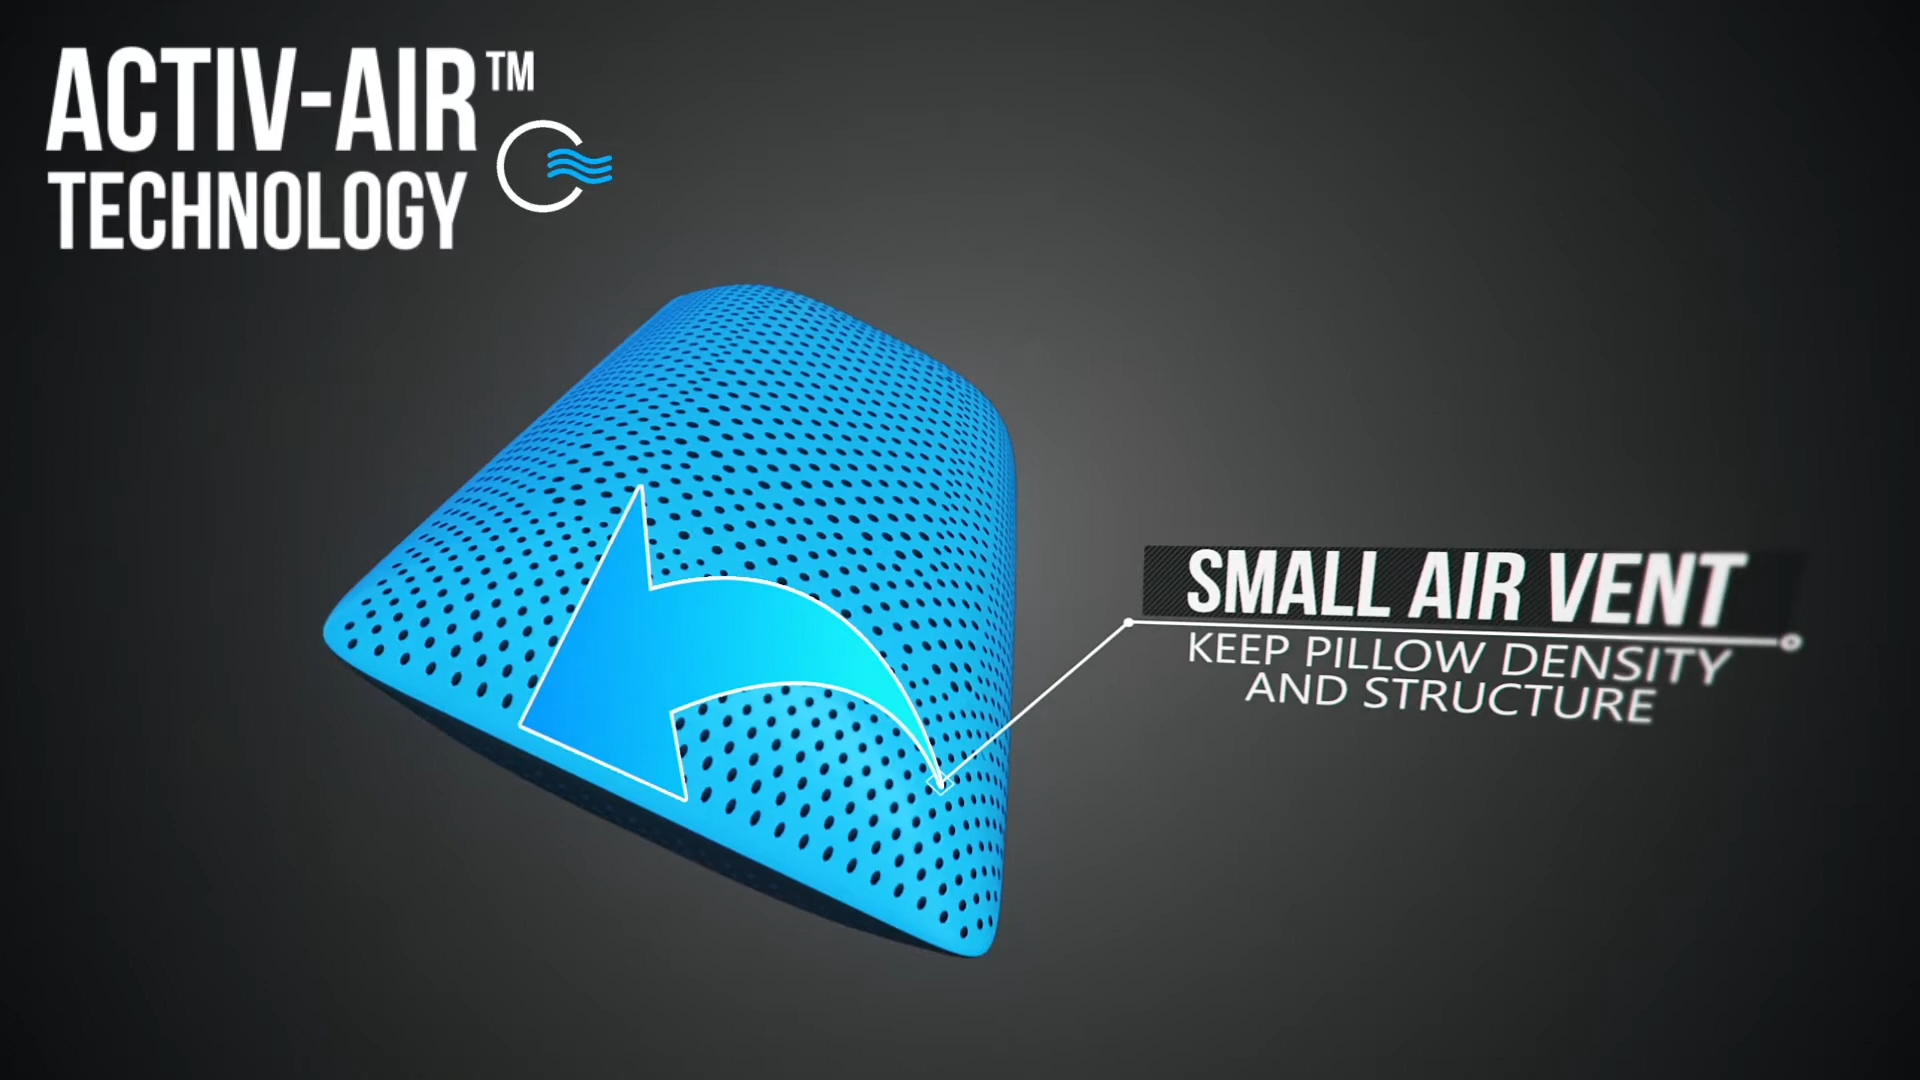 ACTIV-AIR™
TECHNOLOGY
SMALL AIR VENT
KEEP PILLOW DENSITY
AND STRUCTURE